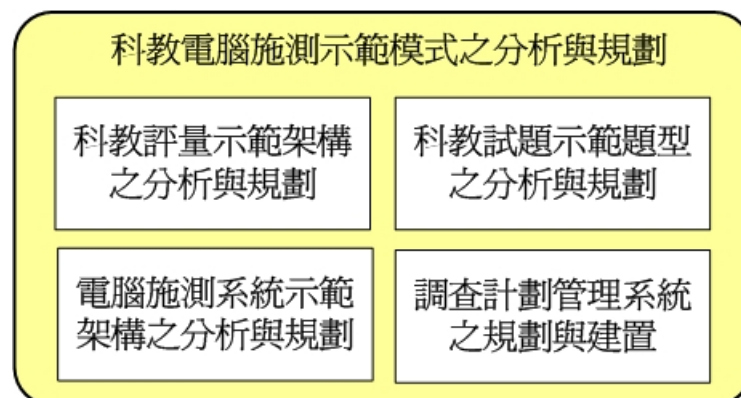 科教電腦施測示範模式之分析與規劃
科教評量示範架構
之分析與規劃
科教試題示範題型
之分析與規劃
電腦施測系統示範
架構之分析與規劃
調查計劃管理系統
之規劃與建置